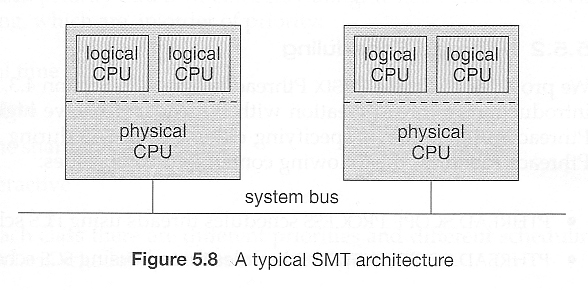 logical CPU logical CPU logical CPU logical CPU
physical CPU physical CPU
system bus
Figure 5.8 A typical SMT architecture